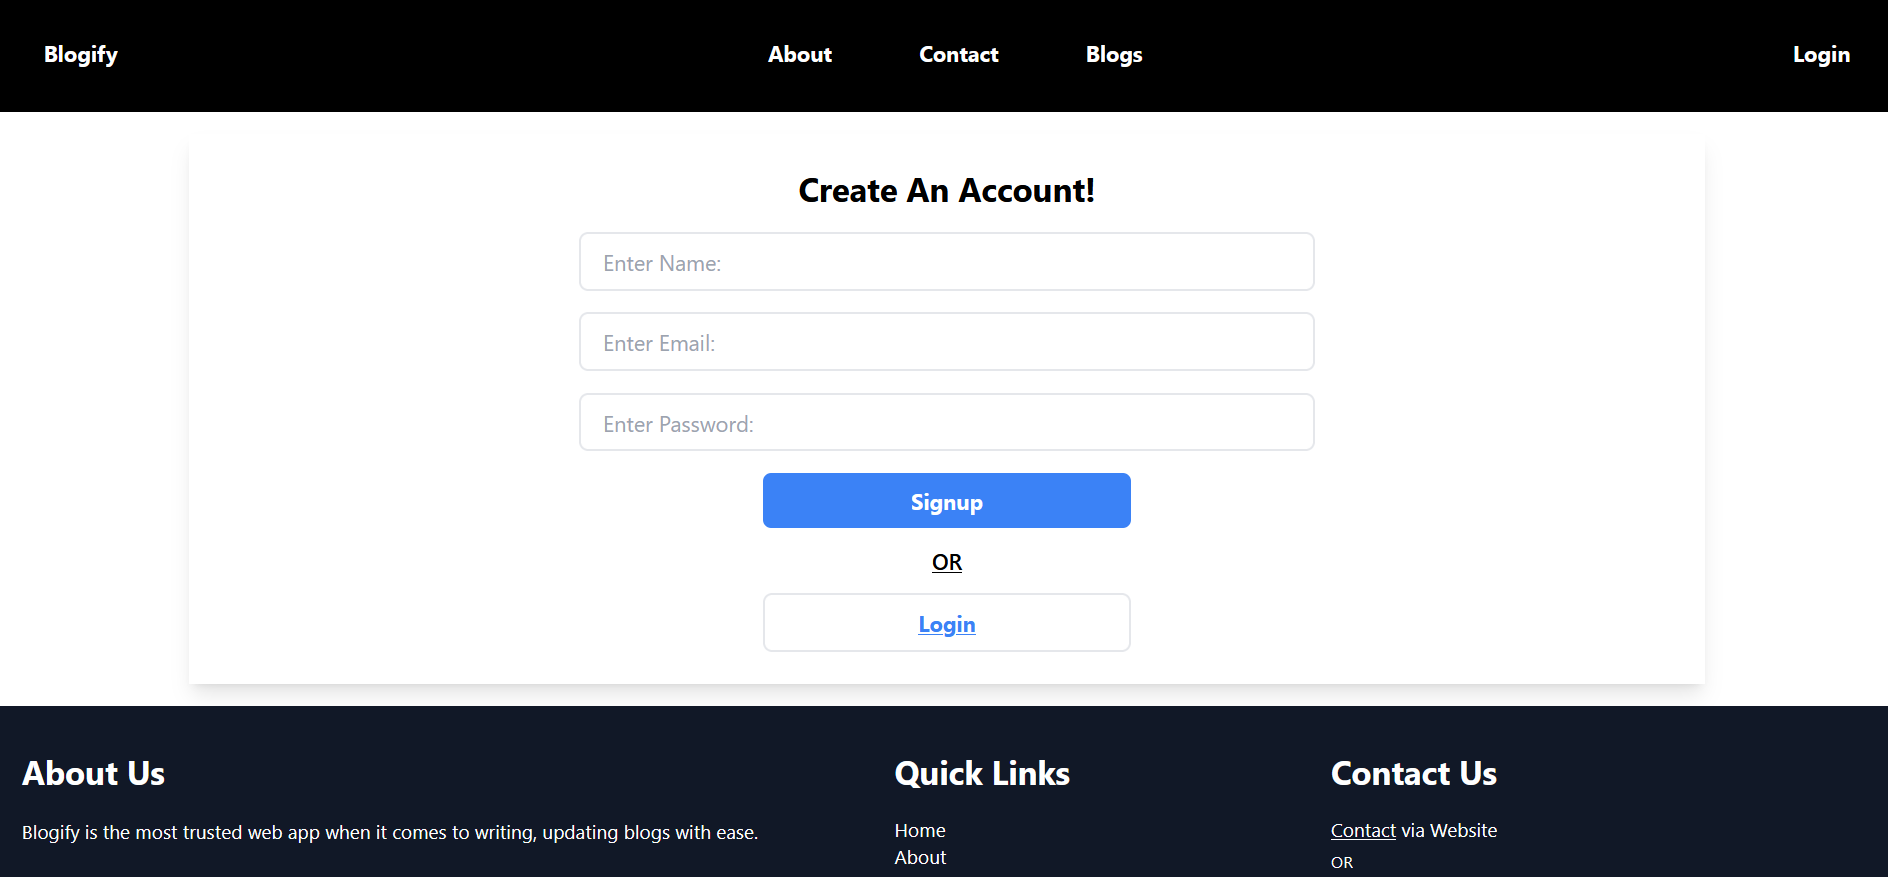 Blogify
About
Contact
Blogs
Login
Create An Account!
Enter Name:
Enter Email:
Enter Password:
Signup
OR
Login
About Us
Blogify is the most trusted web app when it comes to writing, updating blogs with ease.
Quick Links
Home
About
Contact Us
Contact via Website
OR